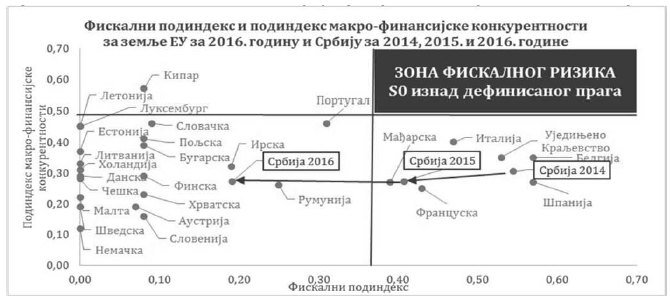 Фискални подиндекс и подиндекс макро-финансијске конкурентности
за земље ЕУ за 2016. годину и Србију за 2014, 2015. и 2016. године
Подиндекс макро-финансијске
конкурентности
0,70
0,60
0,50
0,40
0,30
0,20
0,10
0,00
ЗОНА ФИСКАЛНОГ РИЗИКА
S0 изнад дефинисаног прага
Кипар
Летонија
Луксембург
Португал
Словачка
Естонија
Пољска
Ирска
Италија
Уједињено
Краљевство
Литванија
Бугарска
Србија 2016
Мађарска
Србија 2015
Белгија
Холандија
Данска
Финска
Србија 2014
Чешка
Хрватска
Румунија
Француска
Шпанија
Малта
Аустрија
Шведска
Словенија
Немачка
0,00 0,10 0,20 0,30 0,40 0,50 0,60 0,70
Фискални подиндекс